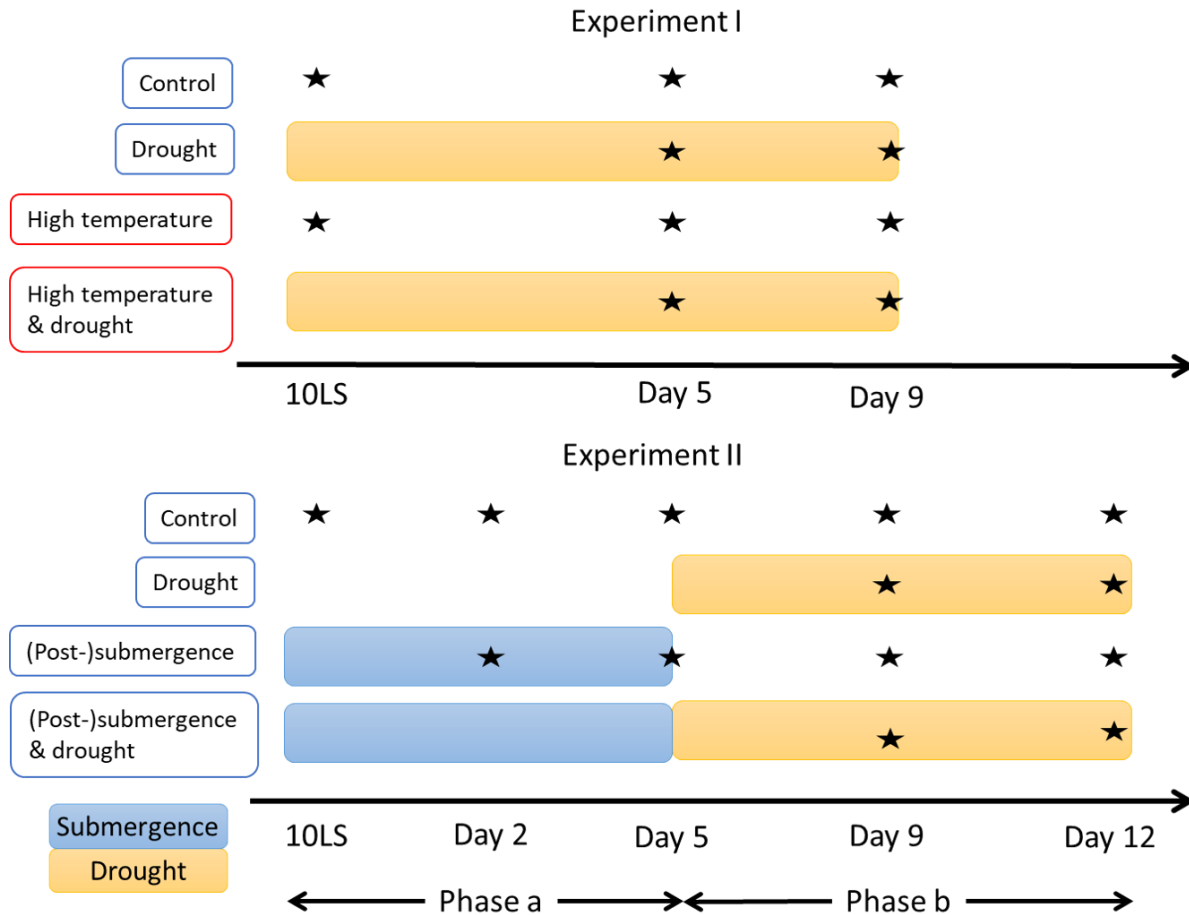 Experiment I
Control
Drought
High temperature
High temperature
& drought
10LS
Day 5
Day 9
Experiment II
Control
Drought
(Post-)submergence
(Post-)submergence
& drought
Submergence
Drought
10LS
Day 2
Day 5
Day 9
Day 12
Phase a
Phase b